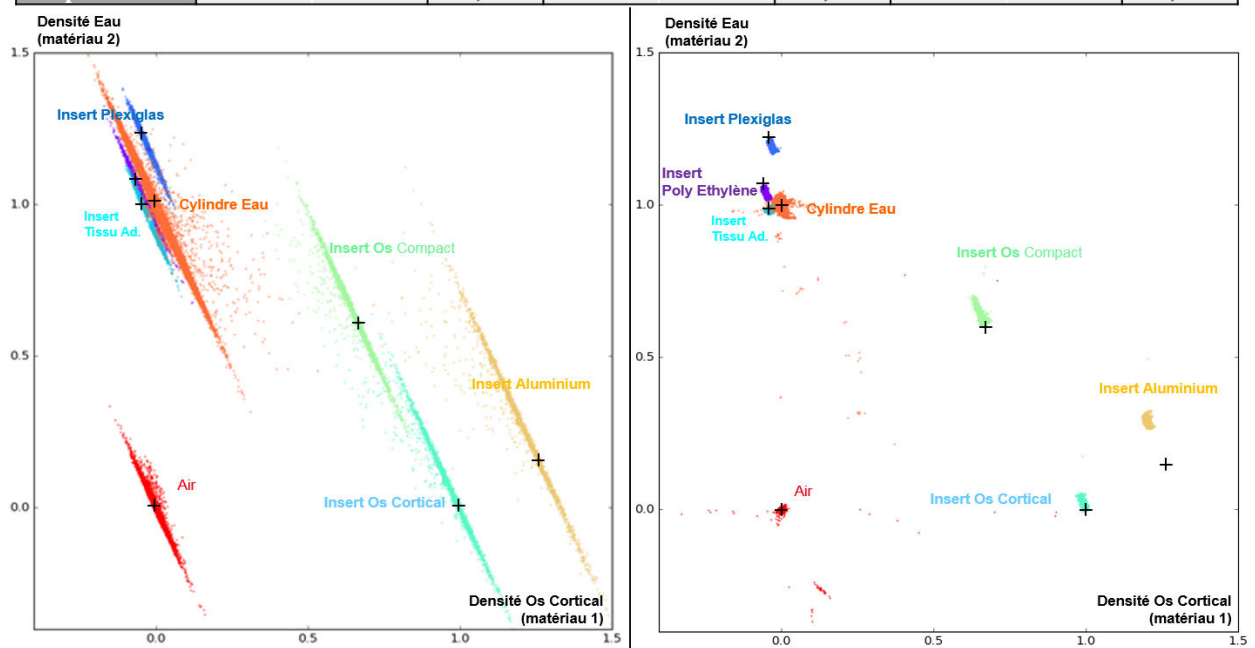 Densité Eau
(matériau 2)
1.5
Insert Plexiglas
1.0
Cylindre Eau
Insert
Tissu Ad.
Insert Os Compact
0.5
Insert Aluminium
Air
Insert Os Cortical
0.0
Densité Os Cortical
(matériau 1)
0.0
0.5
1.0
1.5
Densité Eau
(matériau 2)
1.5
Insert Plexiglas
Insert
Poly Ethylène
1.0
Cylindre Eau
Insert
Tissu Ad.
Insert Os Compact
0.5
Insert Aluminium
Air
Insert Os Cortical
0.0
Densité Os Cortical
(matériau 1)
0.0
0.5
1.0
1.5